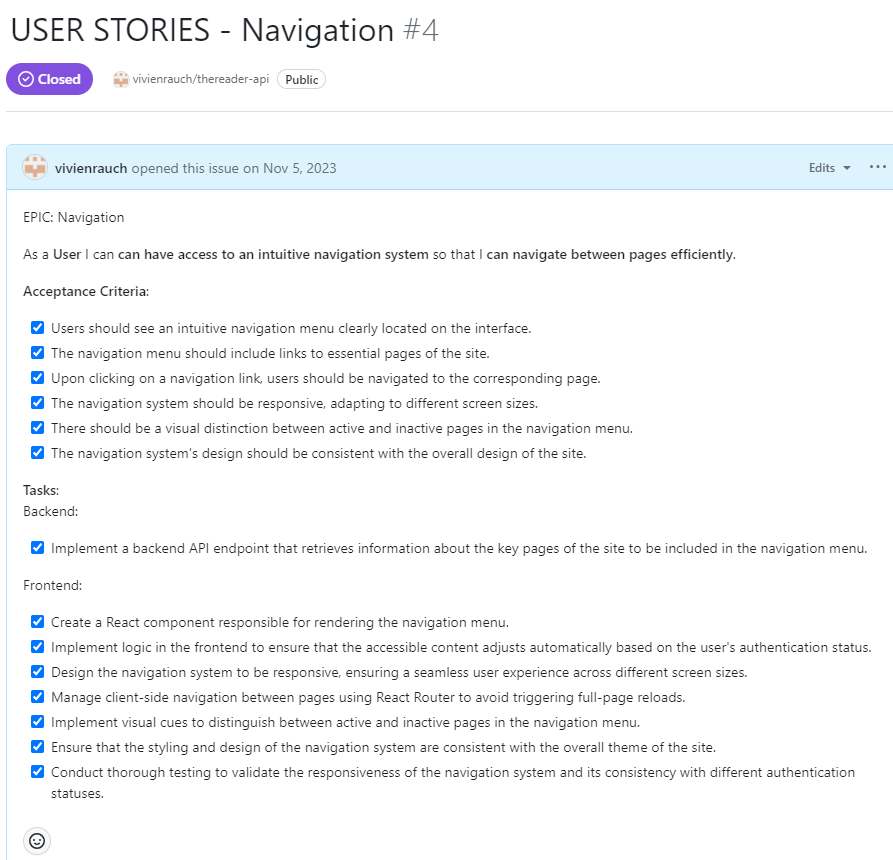 USER STORIES - Navigation #4
Closed vivienrauch/thereader-api Public
vivienrauch opened this issue on Nov 5, 2023 Edits
EPIC: Navigation
As a User I can can have access to an intuitive navigation system so that I can navigate between pages efficiently.
Acceptance Criteria:
Users should see an intuitive navigation menu clearly located on the interface.
The navigation menu should include links to essential pages of the site.
Upon clicking on a navigation link, users should be navigated to the corresponding page.
The navigation system should be responsive, adapting to different screen sizes.
There should be a visual distinction between active and inactive pages in the navigation menu.
The navigation system's design should be consistent with the overall design of the site.
Tasks:
Backend:
Implement a backend API endpoint that retrieves information about the key pages of the site to be included in the navigation menu.
Frontend:
Create a React component responsible for rendering the navigation menu.
Implement logic in the frontend to ensure that the accessible content adjusts automatically based on the user's authentication status.
Design the navigation system to be responsive, ensuring a seamless user experience across different screen sizes.
Manage client-side navigation between pages using React Router to avoid triggering full-page reloads.
Implement visual cues to distinguish between active and inactive pages in the navigation menu.
Ensure that the styling and design of the navigation system are consistent with the overall theme of the site.
Conduct thorough testing to validate the responsiveness of the navigation system and its consistency with different authentication
statuses.